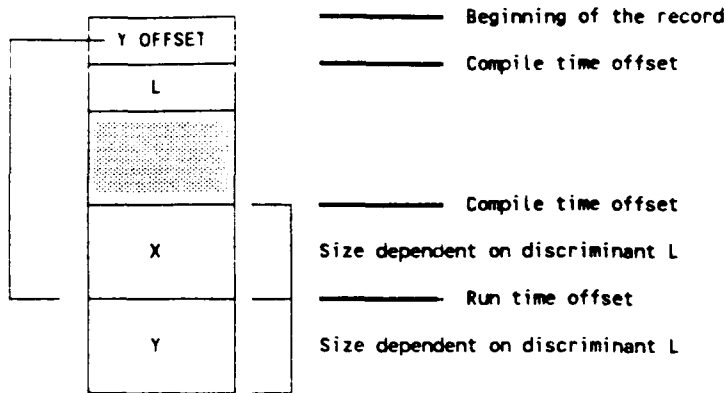 Beginning of the record
Y OFFSET
Compile time offset
L
Compile time offset
X
Size dependent on discriminant L
Run time offset
Y
Size dependent on discriminant L